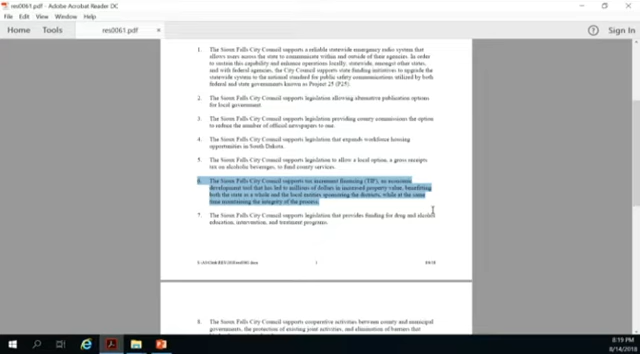 res0061.pdf - Adobe Acrobat Reader DC
File Edit View Window Help
Home Tools res0061.pdf × Sign In
1. The Sioux Falls City Council supports a reliable statewide emergency radio system that
allows users across the state to communicate within and outside of their agencies. In order
to sustain this capability and enhance operations locally, statewide, amongst other states,
and with federal agencies, the City Council supports state funding initiatives to upgrade the
statewide system to the national standard for public safety communications utilized by both
federal and state governments known as Project 25 (P25).
2. The Sioux Falls City Council supports legislation allowing alternative publication options
for local government.
3. The Sioux Falls City Council supports legislation providing county commissions the option
to reduce the number of official newspapers to one.
4. The Sioux Falls City Council supports legislation that expands workforce housing
opportunities in South Dakota.
5. The Sioux Falls City Council supports legislation to allow a local option, a gross receipts
tax on alcoholic beverages, to fund county services.
6. The Sioux Falls City Council supports tax increment financing (TIF), an economic
development tool that has led to millions of dollars in increased property value, benefiting
both the state as a whole and the local entities sponsoring the districts, while at the same
time maintaining the integrity of the process.
7. The Sioux Falls City Council supports legislation that provides funding for drug and alcohol
education, intervention, and treatment programs.
1
8. The Sioux Falls City Council supports cooperative activities between county and municipal
governments, the protection of existing joint activities, and elimination of barriers that
8:19 PM
8/14/2018